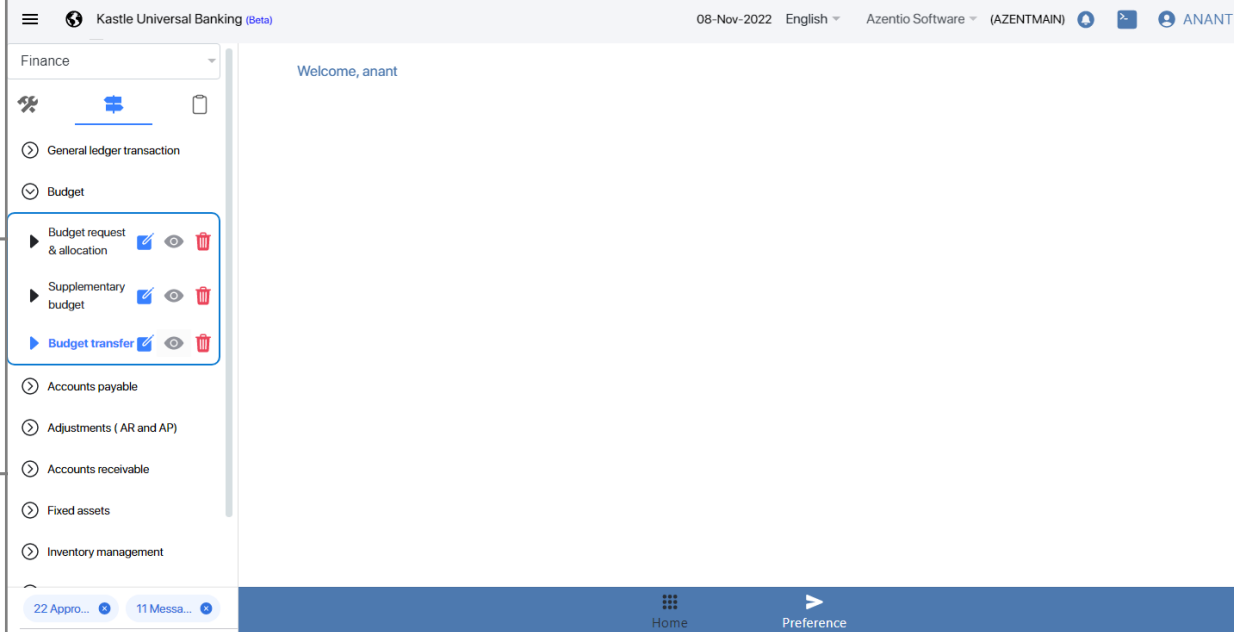 Kastle Universal Banking (Beta)
08-Nov-2022 English Azentio Software (AZENTMAIN) ANANT
Finance
Welcome, anant
General ledger transaction
Budget
Budget request
& allocation
Supplementary
budget
Budget transfer
Accounts payable
Adjustments ( AR and AP)
Accounts receivable
Fixed assets
Inventory management
22 Appro...
11 Messa...
Home
Preference